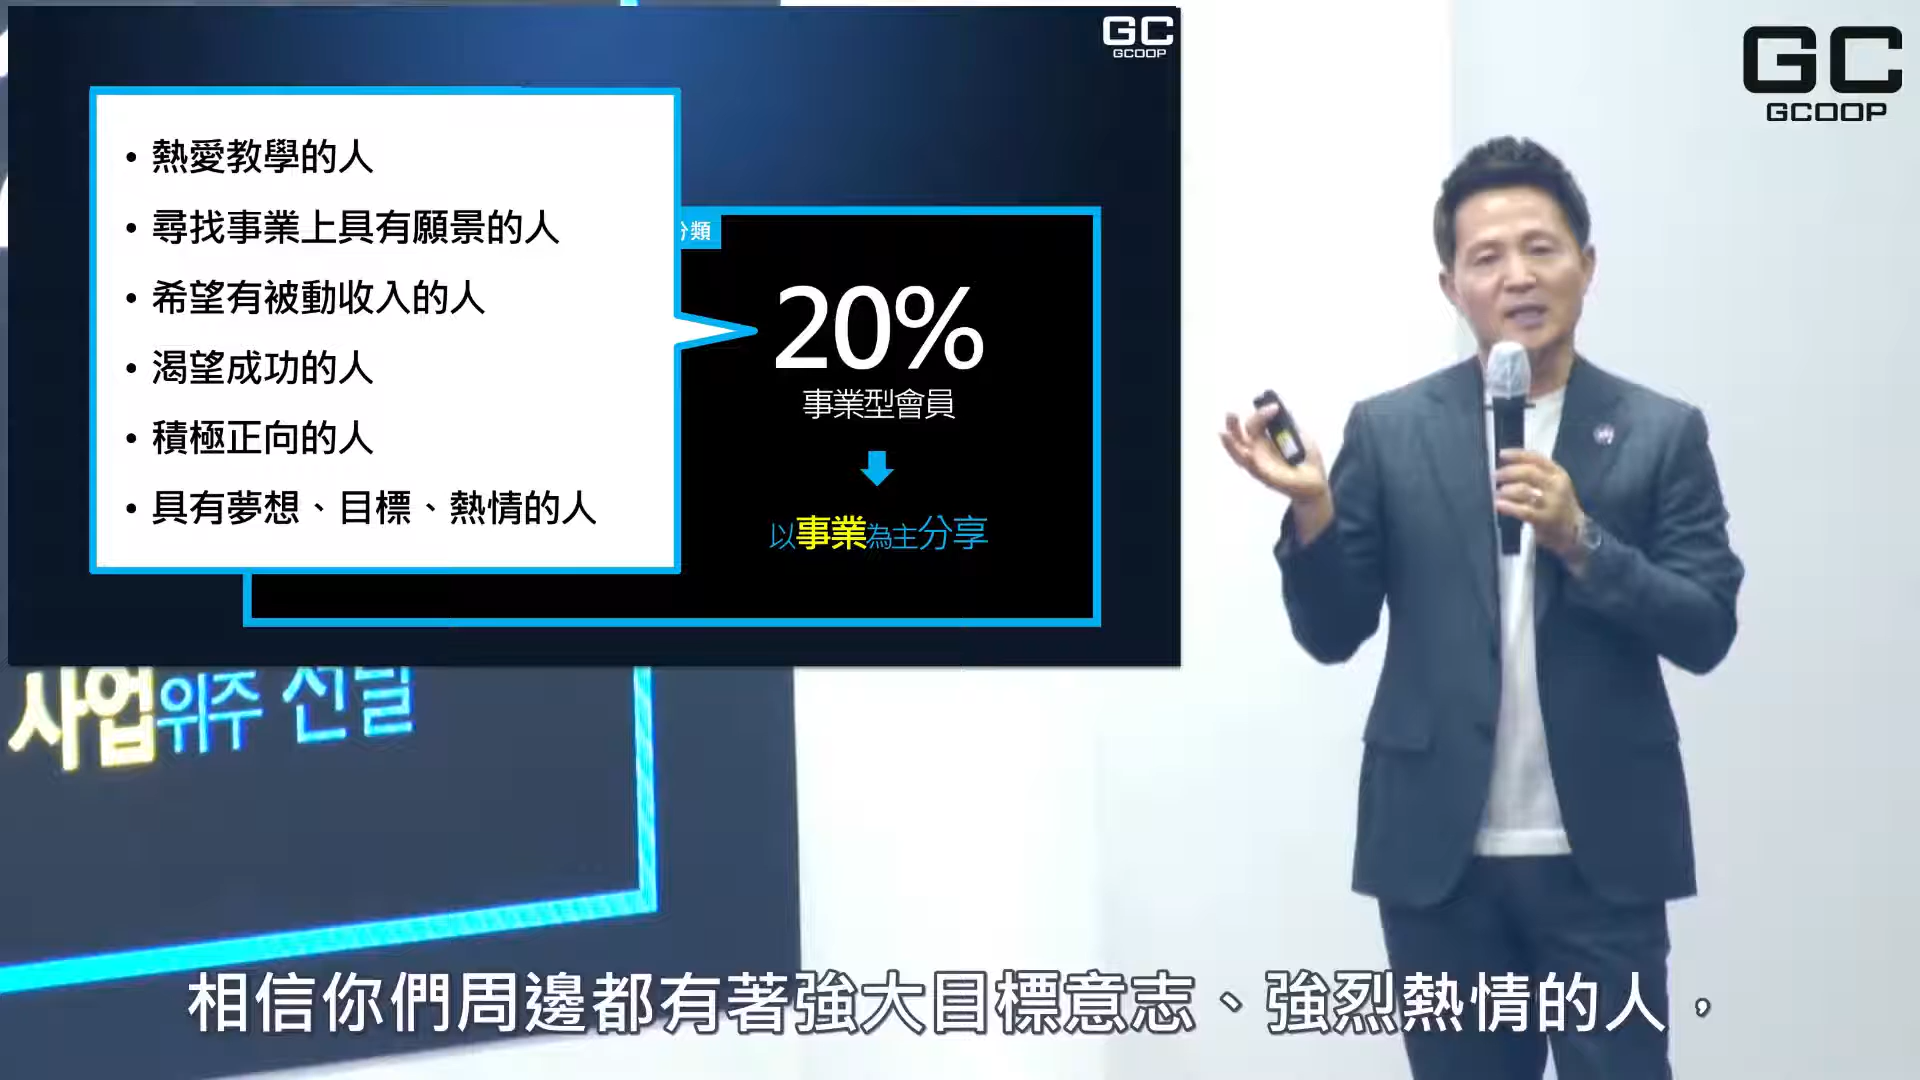 GC
GCOOP
GC
GCOOP
• 熱愛教學的人
• 尋找事業上具有願景的人
• 希望有被動收入的人
• 渴望成功的人
• 積極正向的人
• 具有夢想、目標、熱情的人
分類
20%
事業型會員
以事業為主分享
사업위주 전달
相信你們周邊都有著強大目標意志、強烈熱情的人，